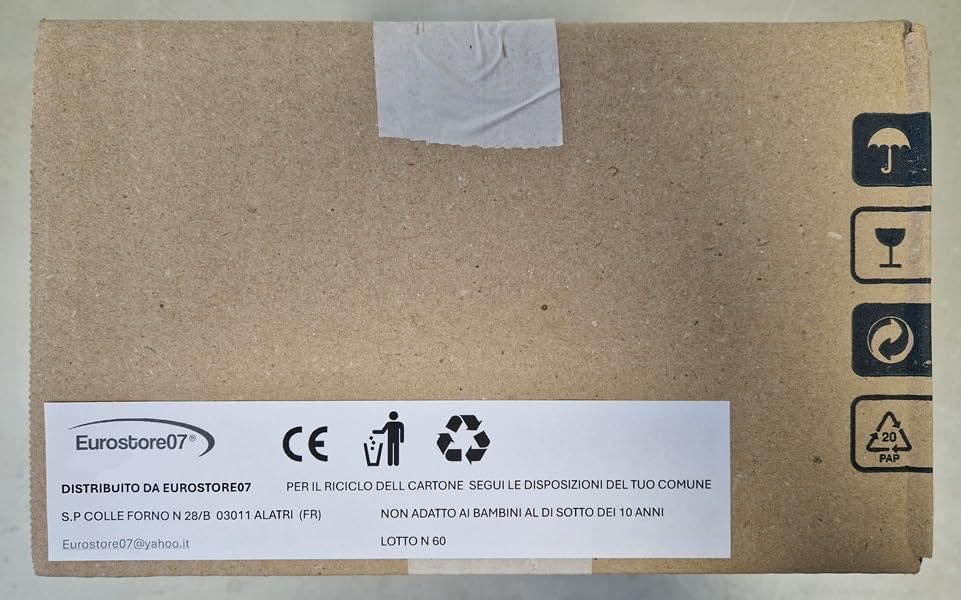 Eurostore07®
CE
DISTRIBUITO DA EUROSTORE07
PER IL RICICLO DELL CARTONE SEGUI LE DISPOSIZIONI DEL TUO COMUNE
S.P COLLE FORNO N 28/B 03011 ALATRI (FR)
NON ADATTO AI BAMBINI AL DI SOTTO DEI 10 ANNI
Eurostore07@yahoo.it
LOTTO N 60
20
PAP